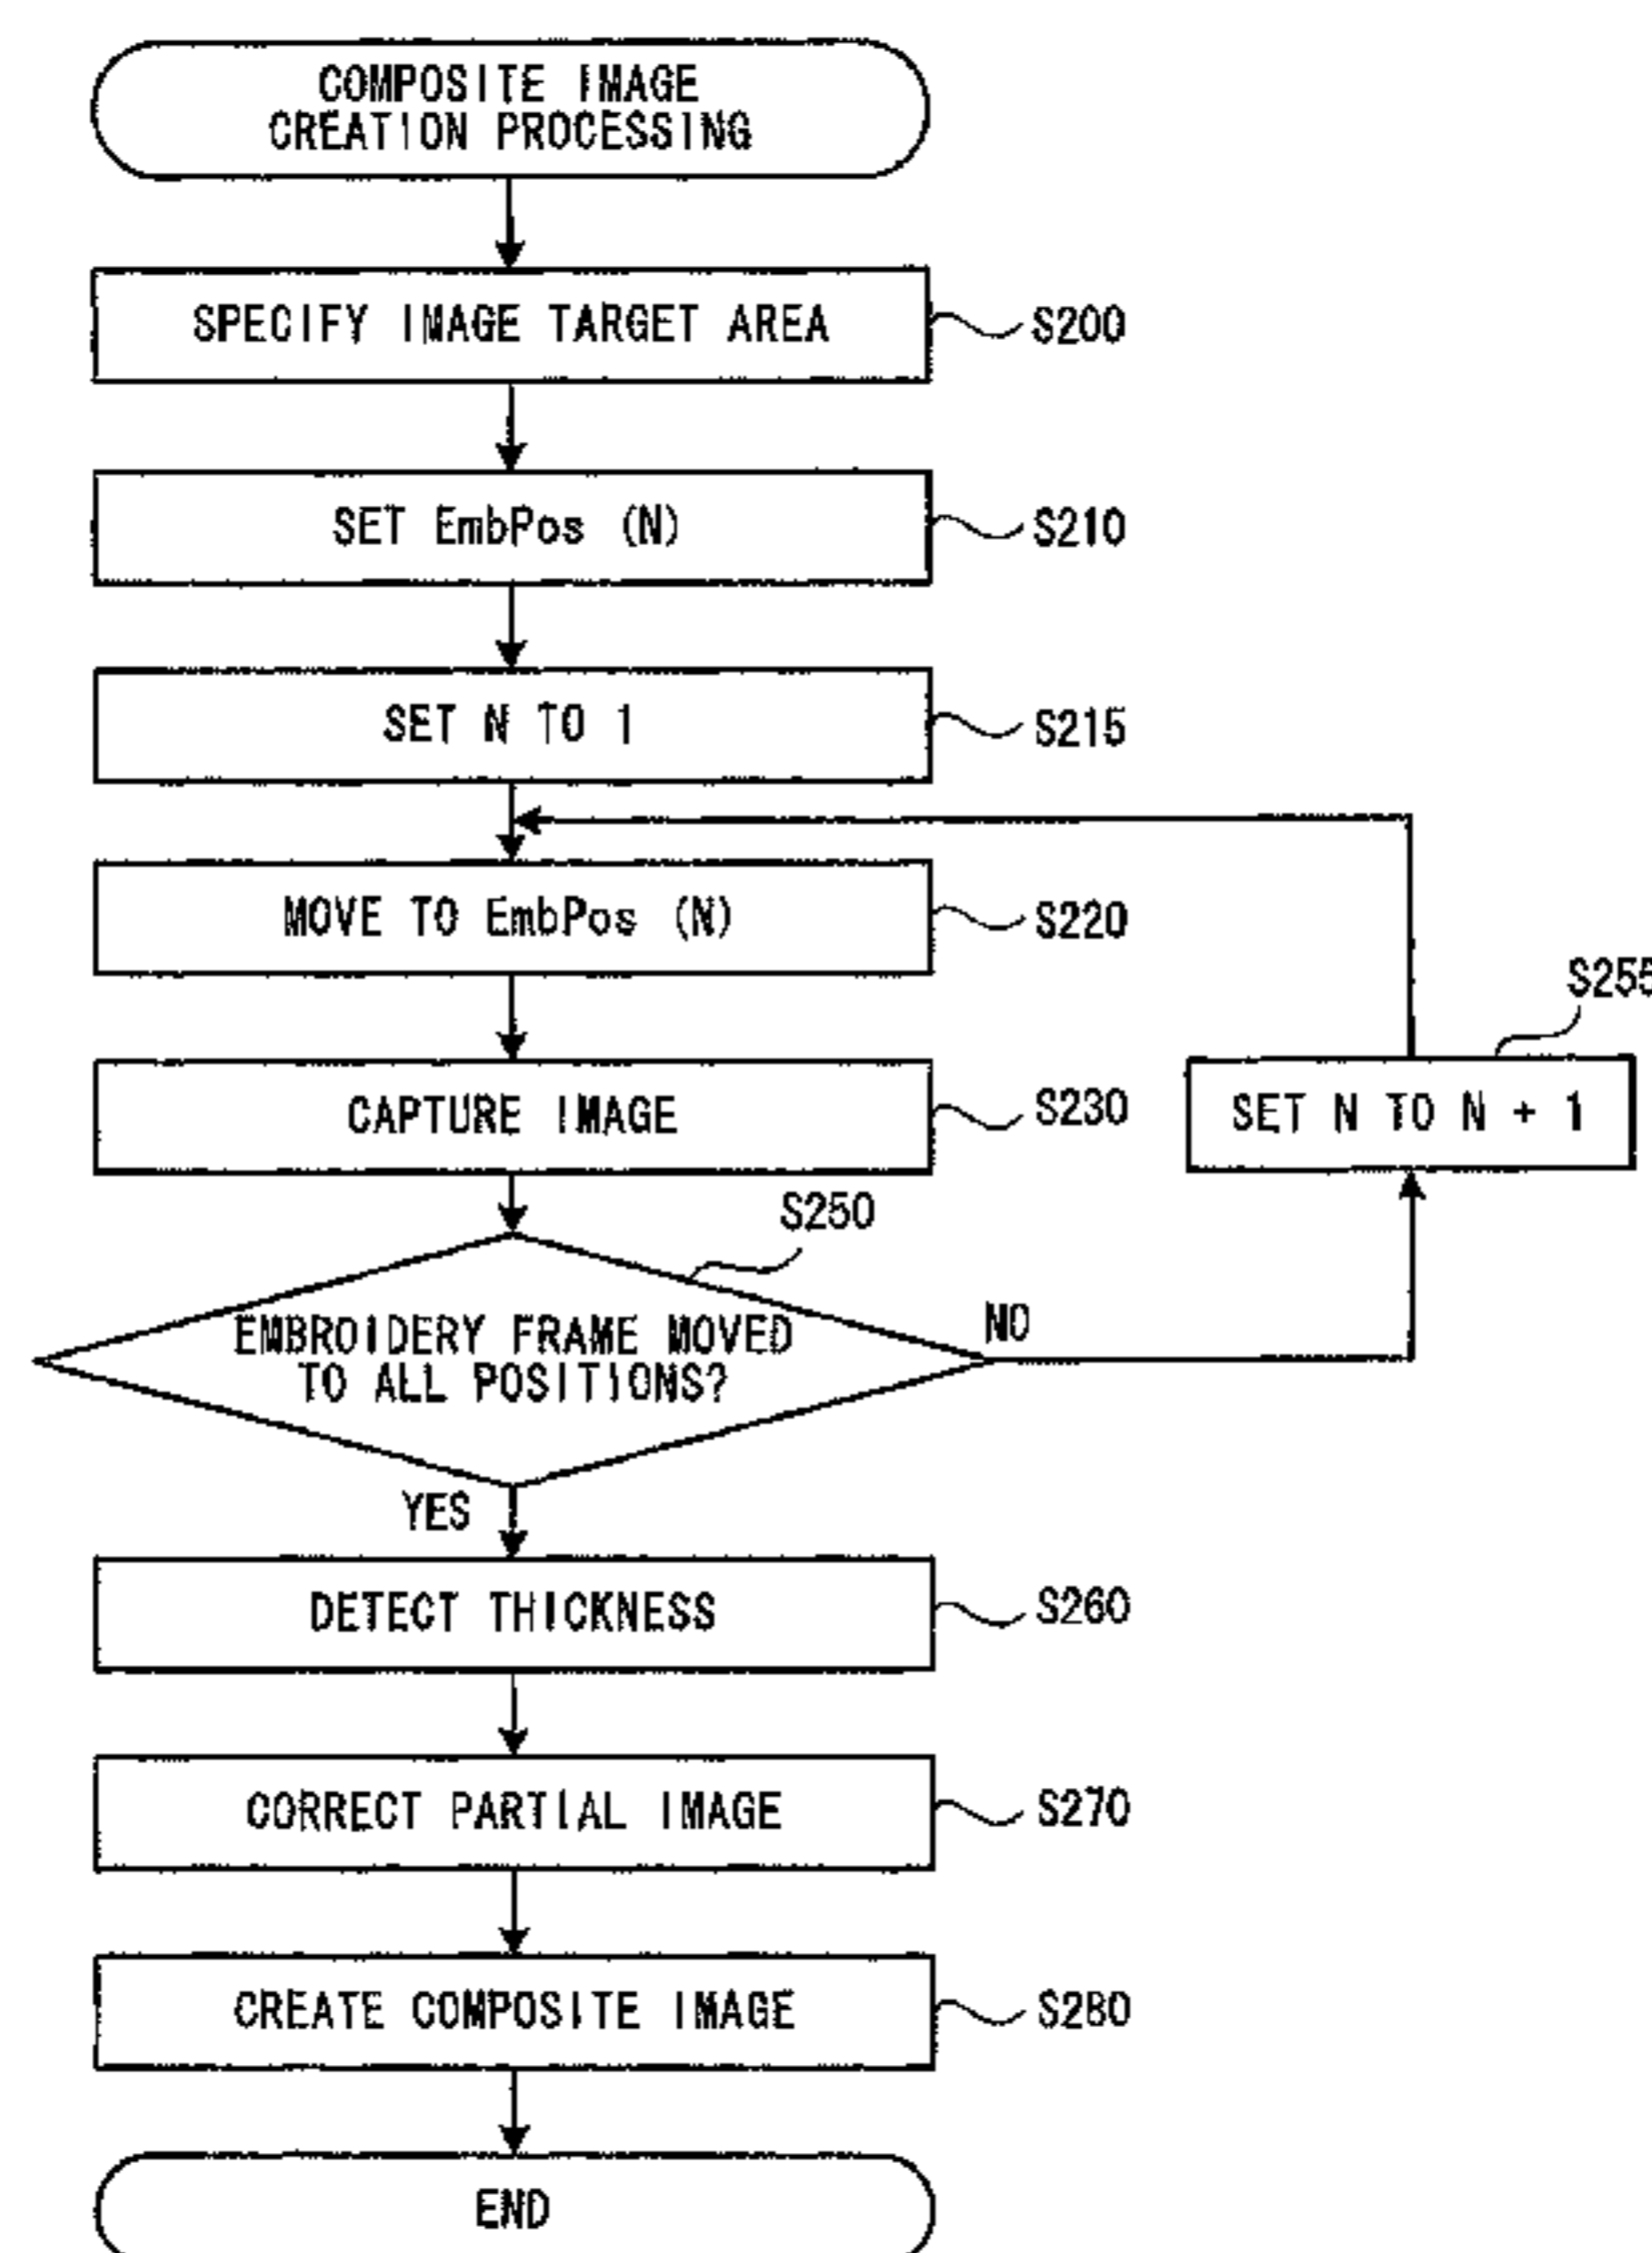 COMPOSITE IMAGE
CREATION PROCESSING
SPECIFY IMAGE TARGET AREA
S200
SET EmbPos (N)
S210
SET N TO 1
S215
MOVE TO EmbPos (N)
S220
S255
CAPTURE IMAGE
S230
SET N TO N + 1
S250
EMBROIDERY FRAME MOVED
TO ALL POSITIONS?
NO
YES
DETECT THICKNESS
S260
CORRECT PARTIAL IMAGE
S270
CREATE COMPOSITE IMAGE
S280
END